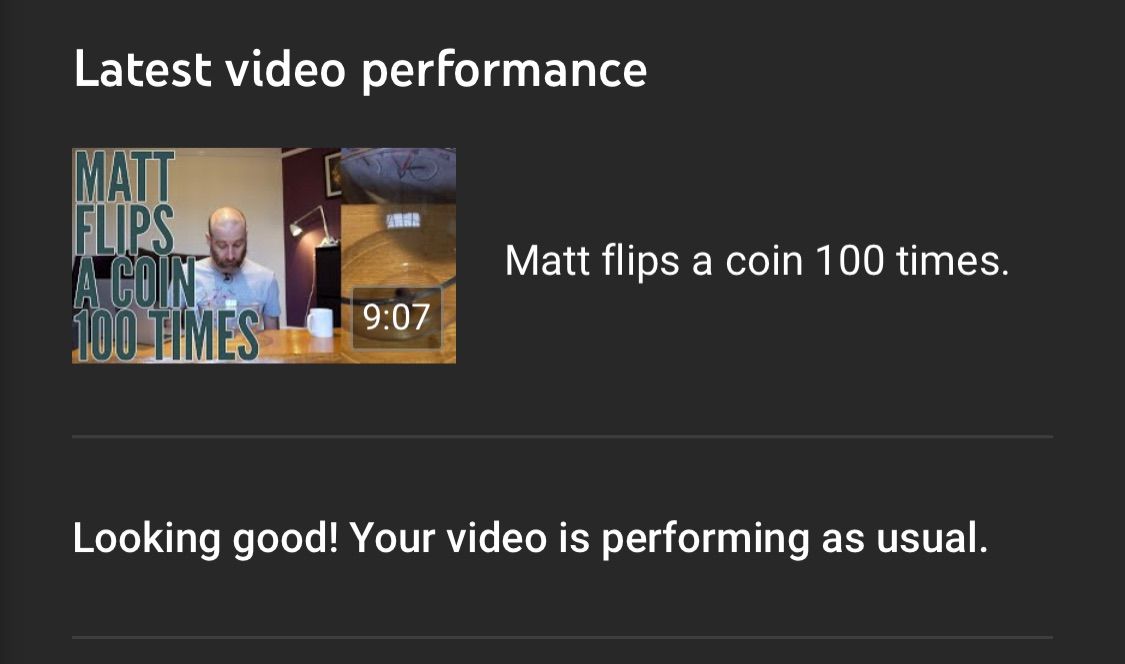 Latest video performance
MATT
FLIPS
A COIN
100 TIMES
9:07
Matt flips a coin 100 times.
Looking good! Your video is performing as usual.